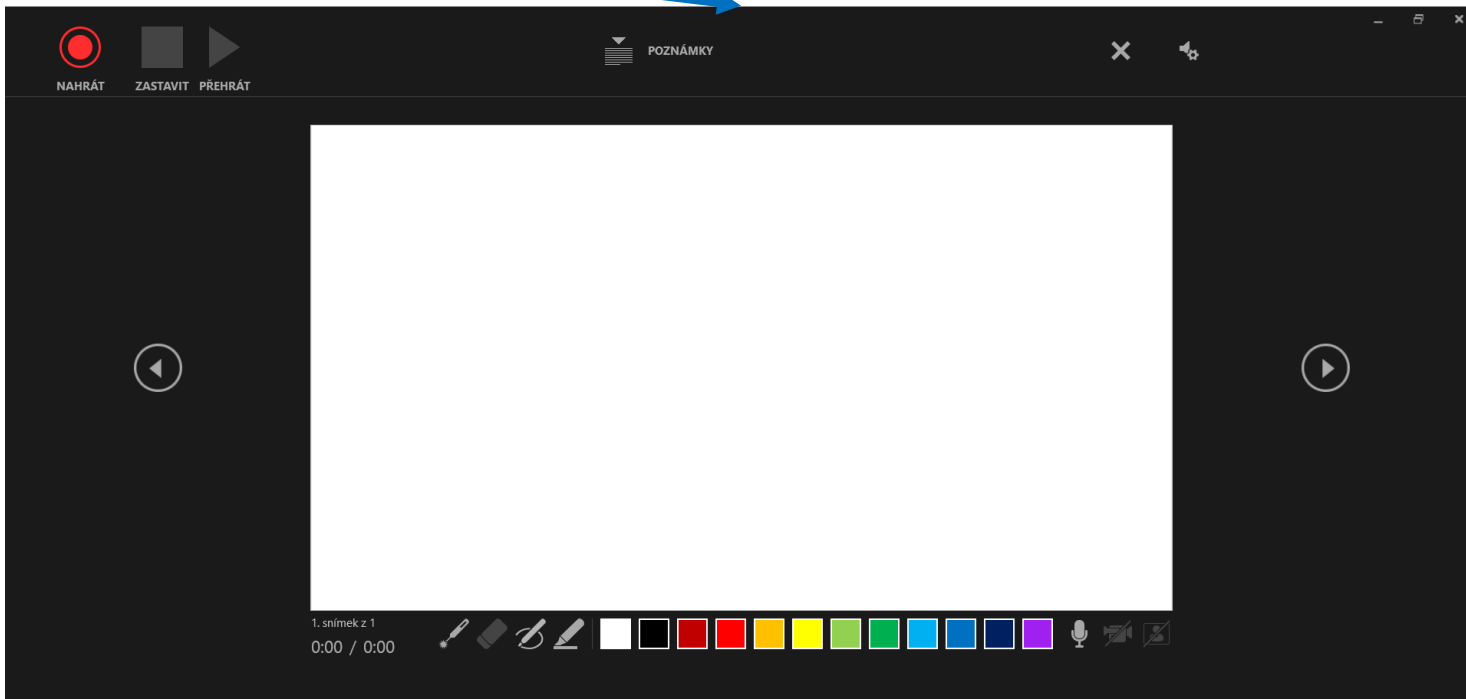 POZNÁMKY
NAHRÁT
ZASTAVIT
PŘEHRÁT
1. snímek z 1
0:00 / 0:00